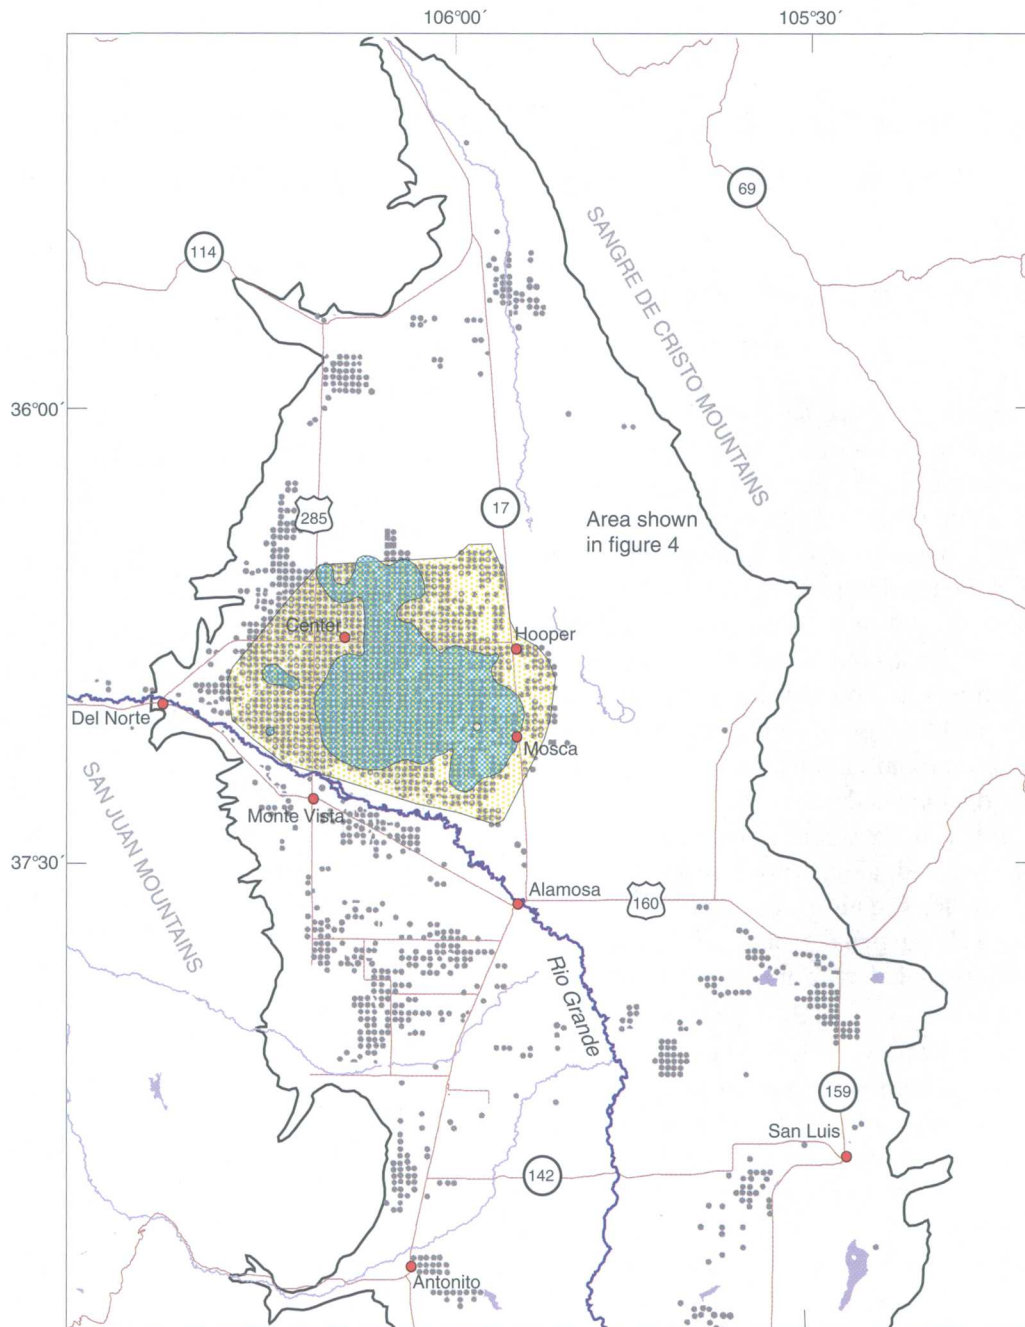 106°00´
105°30´
69
114
SANGRE DE CRISTO MOUNTAINS
36°00´
285
17
Area shown
in figure 4
Center
Hooper
Del Norte
Mosca
SAN JUAN MOUNTAINS
Monte Vista
37°30´
Alamosa
160
Rio Grande
159
San Luis
142
Antonito